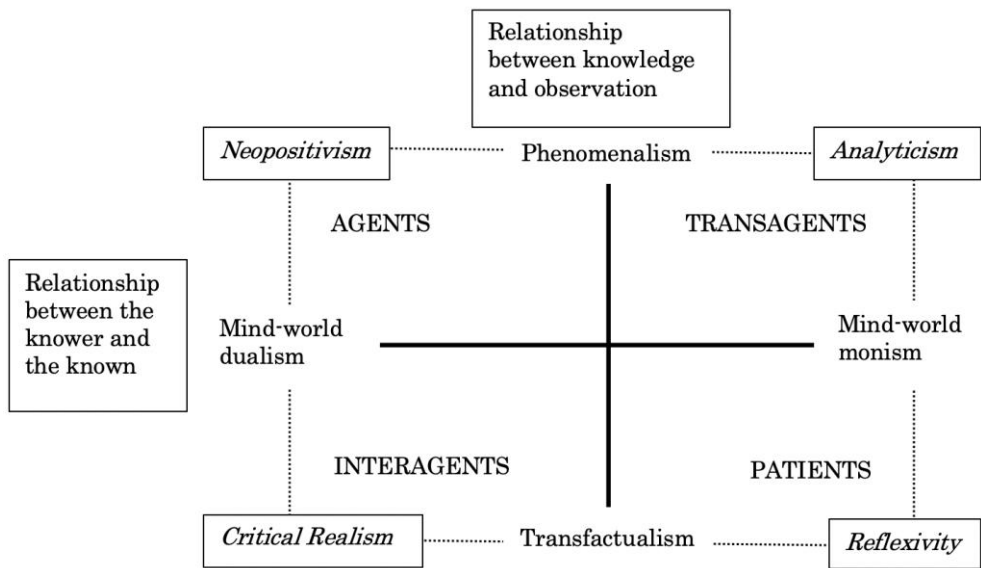 Relationship
between knowledge
and observation
Neopositivism
Phenomenalism
Analyticism
AGENTS
TRANSAGENTS
Relationship
between the
knower and
the known
Mind-world
dualism
Mind-world
monism
INTERAGENTS
PATIENTS
Critical Realism
Transfactualism
Reflexivity